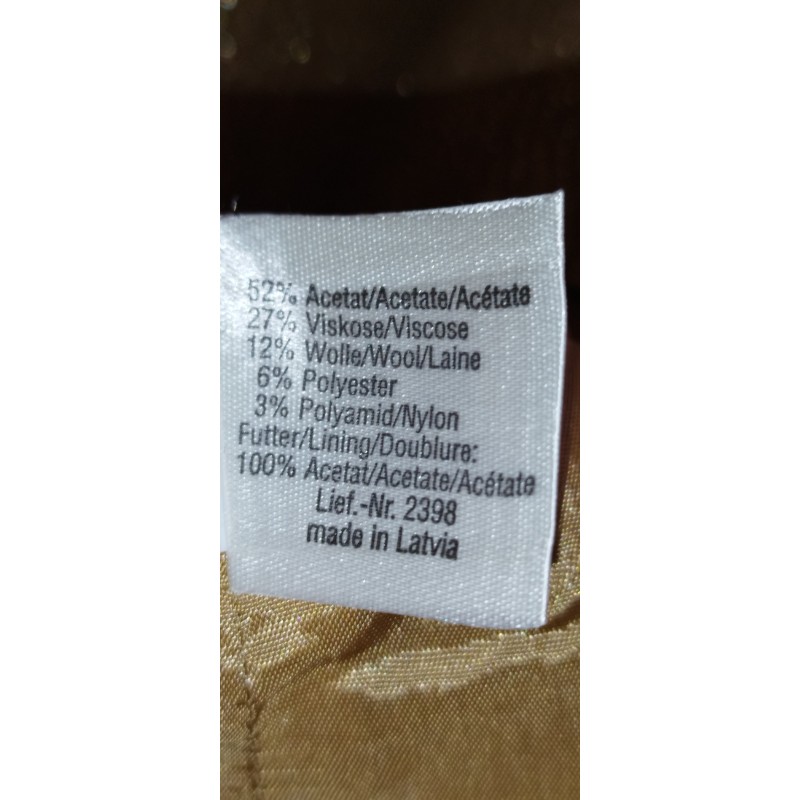 52% Acetat/Acetate/Acétate
27% Viskose/Viscose
12% Wolle/Wool/Laine
6% Polyester
3% Polyamid/Nylon
Futter/Lining/Doublure:
100% Acetat/Acetate/Acétate
Lief.-Nr. 2398
made in Latvia